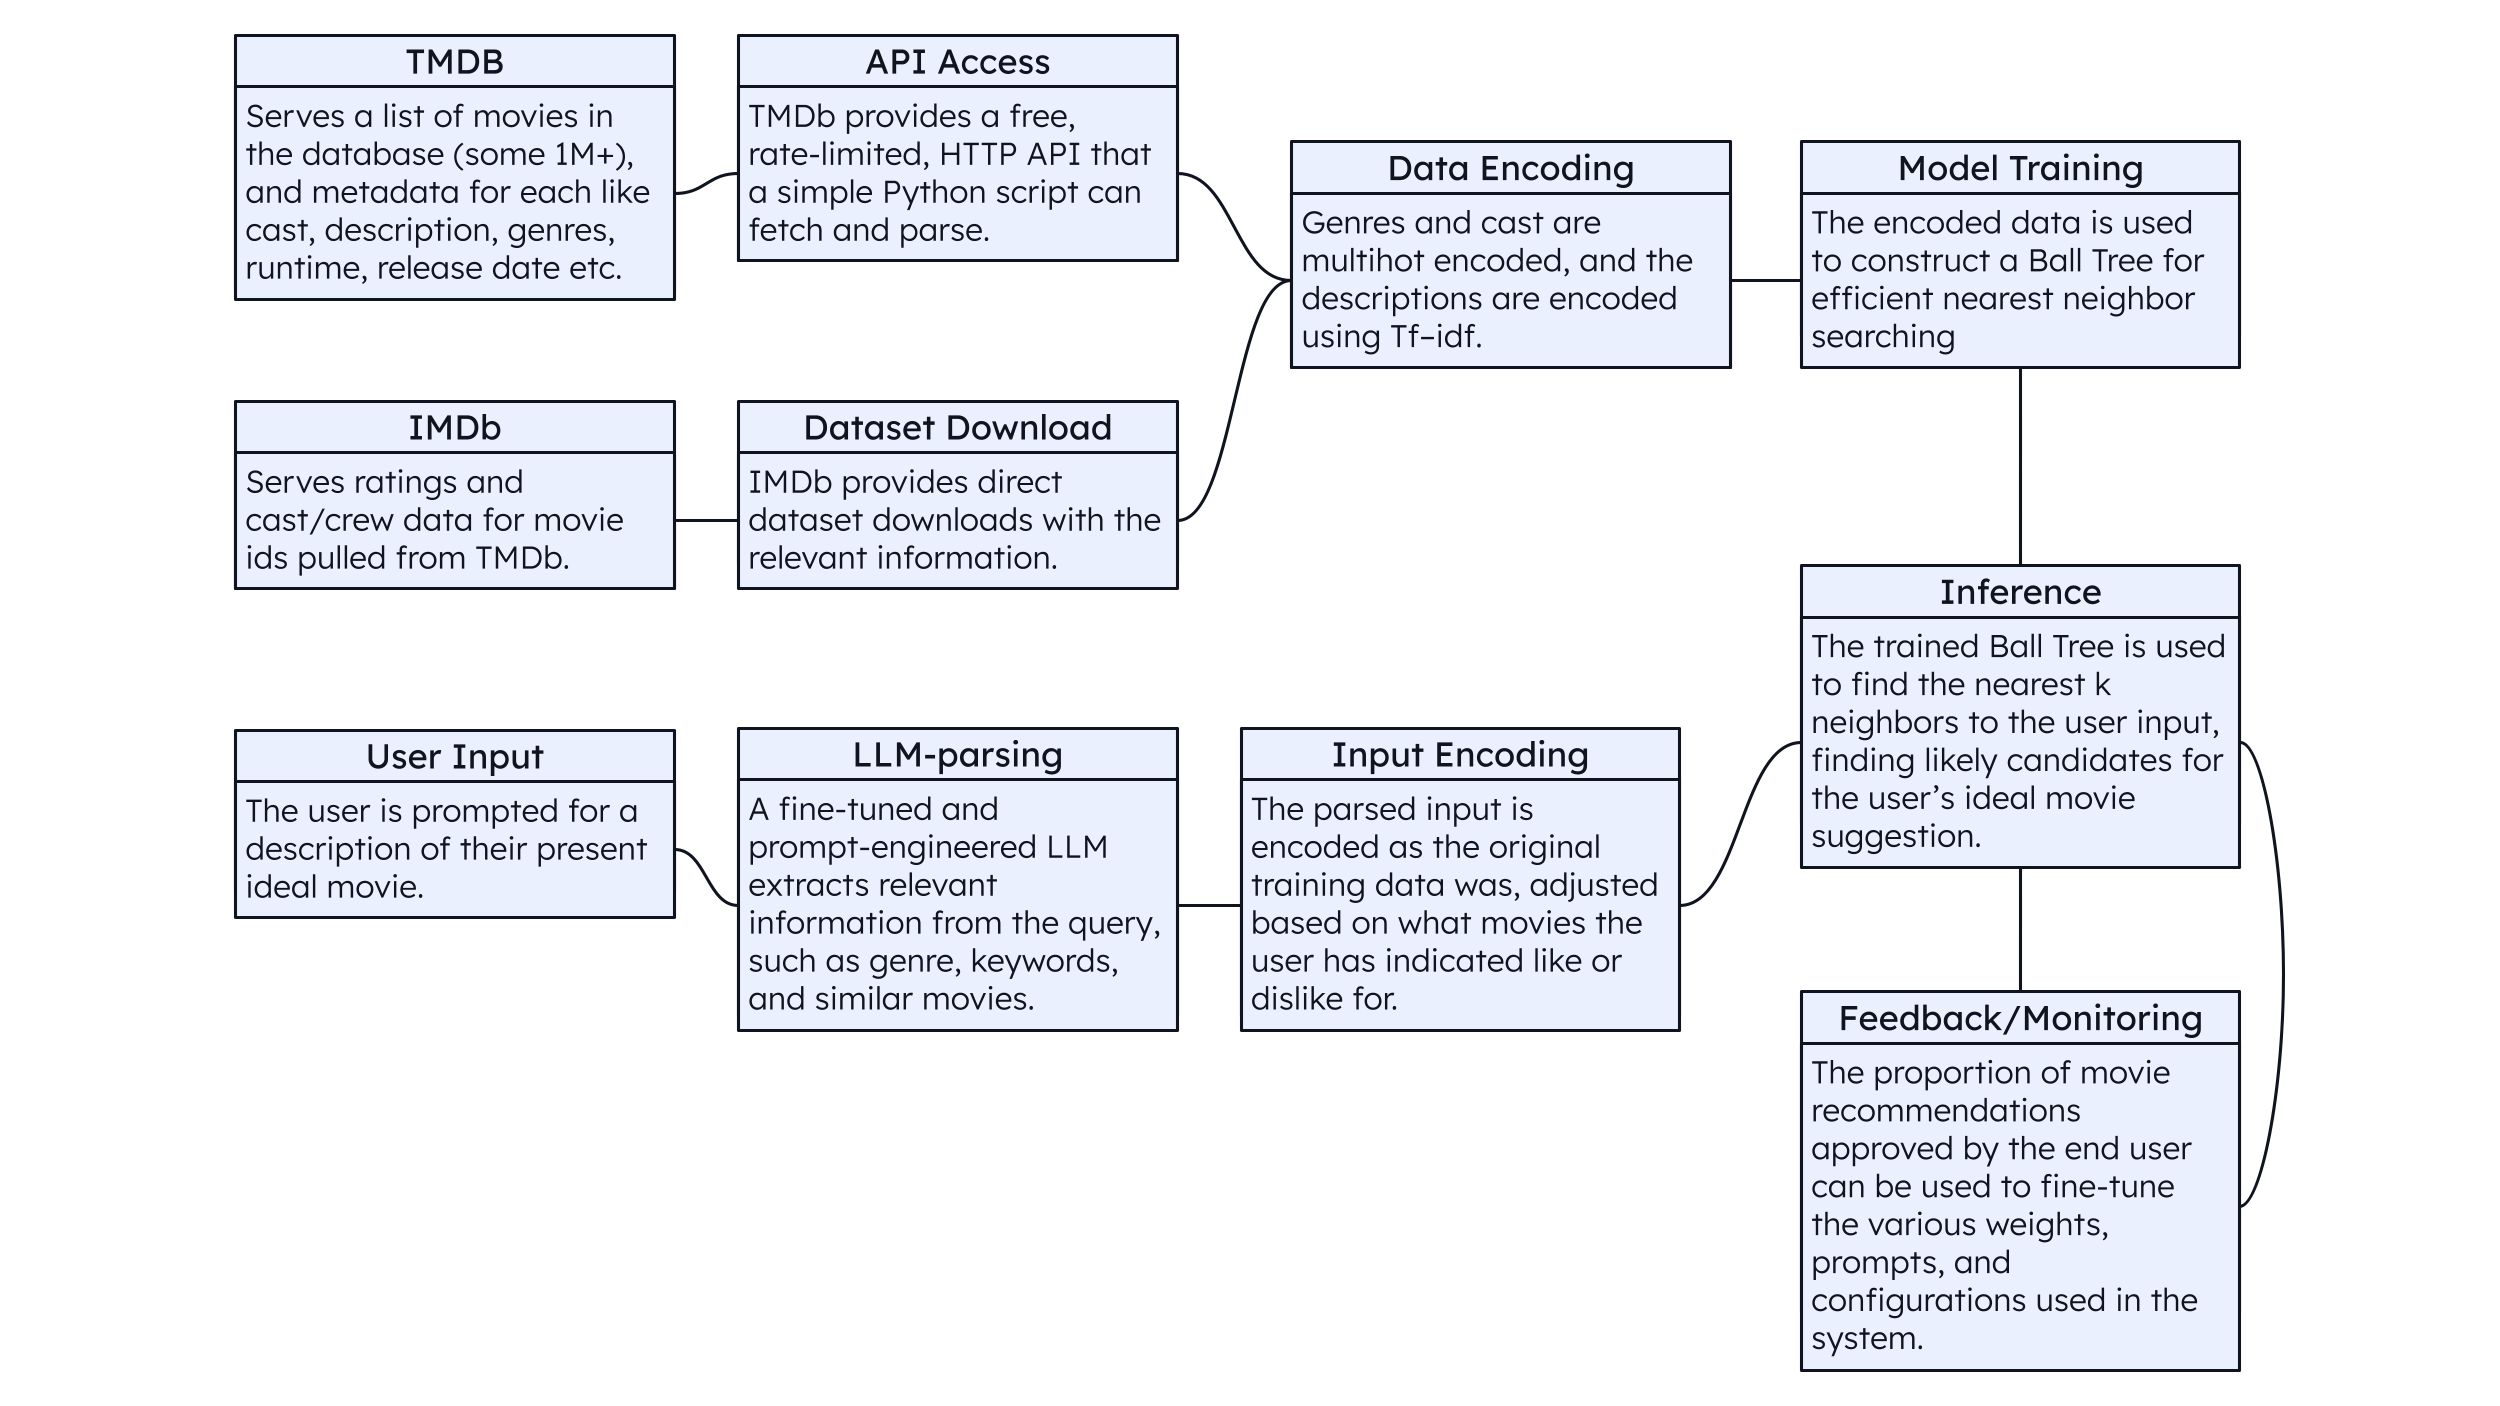 TMDB
Serves a list of movies in
the database (some 1M+),
and metadata for each like
cast, description, genres,
runtime, release date etc.
API Access
TMDb provides a free,
rate-limited, HTTP API that
a simple Python script can
fetch and parse.
Data Encoding
Genres and cast are
multihot encoded, and the
descriptions are encoded
using Tf–idf.
Model Training
The encoded data is used
to construct a Ball Tree for
efficient nearest neighbor
searching
IMDb
Serves ratings and
cast/crew data for movie
ids pulled from TMDb.
Dataset Download
IMDb provides direct
dataset downloads with the
relevant information.
User Input
The user is prompted for a
description of their present
ideal movie.
LLM-parsing
A fine-tuned and
prompt-engineered LLM
extracts relevant
information from the query,
such as genre, keywords,
and similar movies.
Input Encoding
The parsed input is
encoded as the original
training data was, adjusted
based on what movies the
user has indicated like or
dislike for.
Inference
The trained Ball Tree is used
to find the nearest k
neighbors to the user input,
finding likely candidates for
the user’s ideal movie
suggestion.
Feedback/Monitoring
The proportion of movie
recommendations
approved by the end user
can be used to fine-tune
the various weights,
prompts, and
configurations used in the
system.